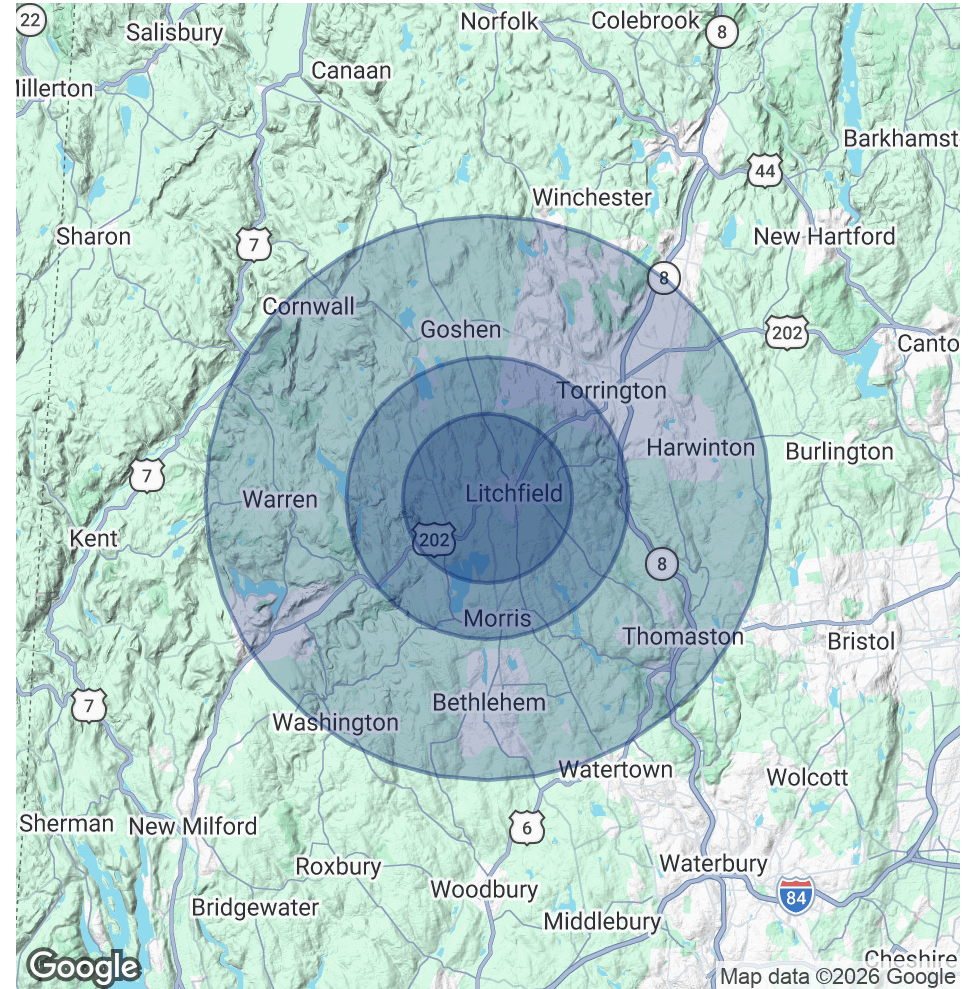 22
Salisbury
Norfolk
Colebrook
8
Canaan
Millerton
Barkhamst
44
Winchester
Sharon
7
New Hartford
8
Cornwall
Goshen
202
Canto
Torrington
Harwinton
Burlington
7
Warren
Litchfield
Kent
202
8
Morris
Thomaston
Bristol
7
Bethlehem
Washington
Watertown
Wolcott
Sherman
New Milford
6
Roxbury
Waterbury
Woodbury
84
Bridgewater
Middlebury
Cheshire
Google
Map data ©2026 Google